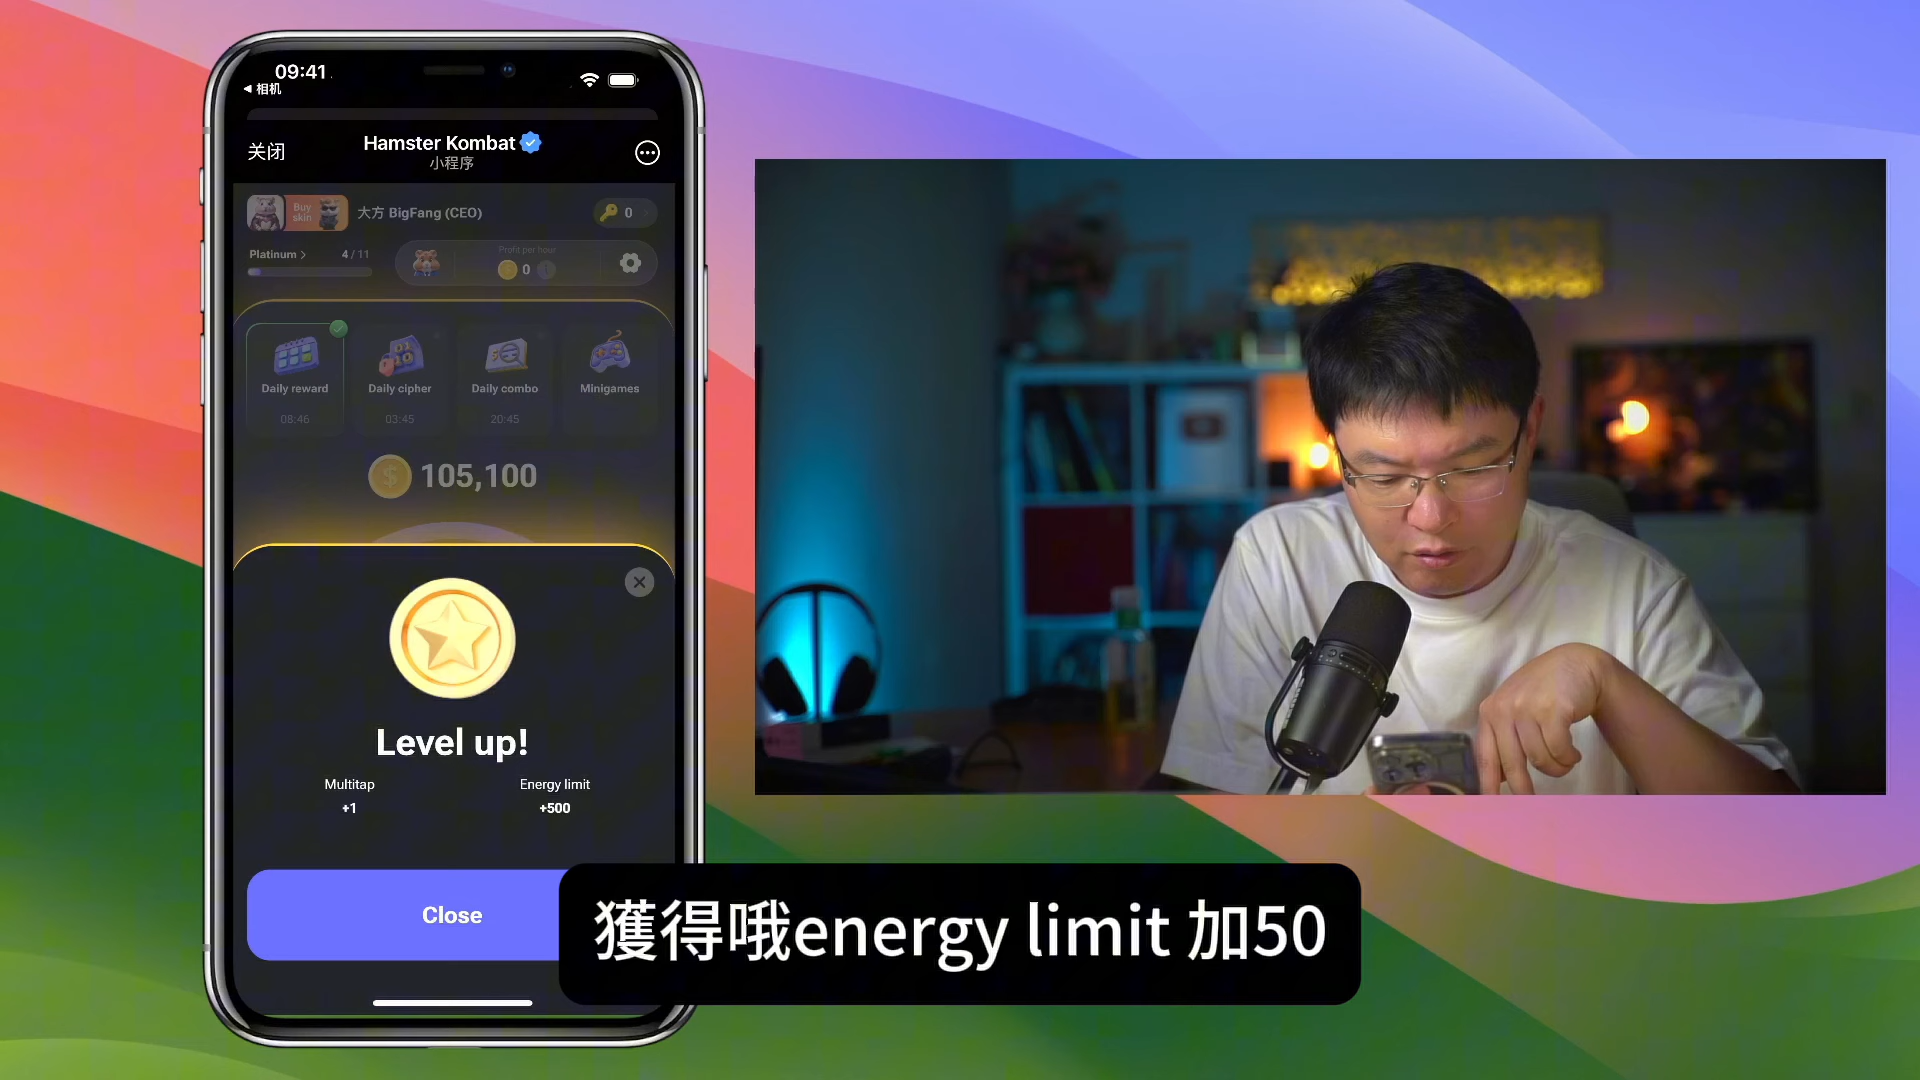 09:41
◀ 相机
关闭
Hamster Kombat
小程序
Buy skin
大方 BigFang (CEO)
0
Platinum >
4/11
Profit per hour
0
Daily reward
08:46
Daily cipher
03:45
Daily combo
20:45
Minigames
105,100
Level up!
Multitap
+1
Energy limit
+500
Close
獲得哦energy limit 加50